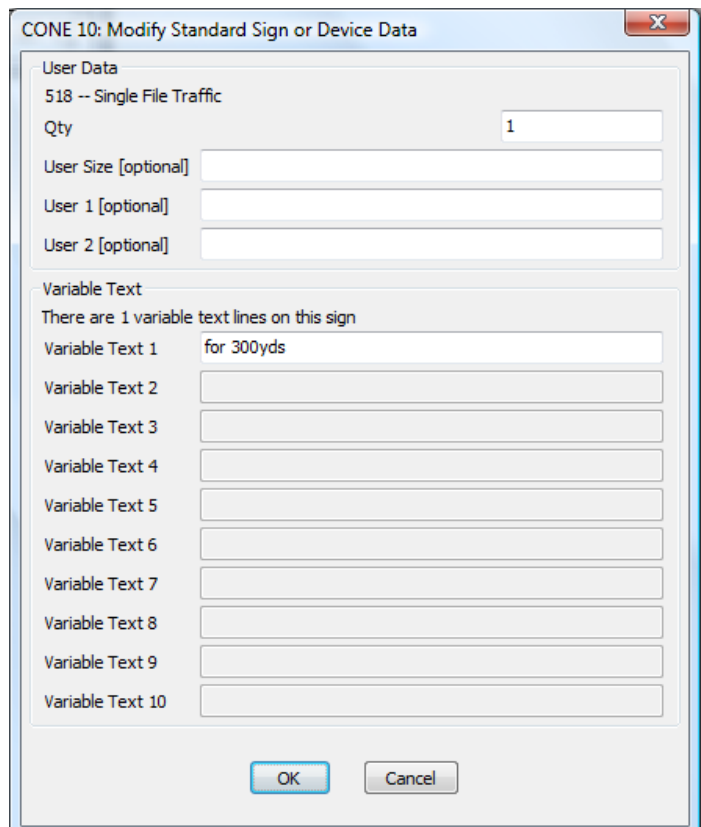 CONE 10: Modify Standard Sign or Device Data
User Data
518 -- Single File Traffic
Qty 1
User Size [optional]
User 1 [optional]
User 2 [optional]
Variable Text
There are 1 variable text lines on this sign
Variable Text 1 for 300yds
Variable Text 2
Variable Text 3
Variable Text 4
Variable Text 5
Variable Text 6
Variable Text 7
Variable Text 8
Variable Text 9
Variable Text 10
OK Cancel